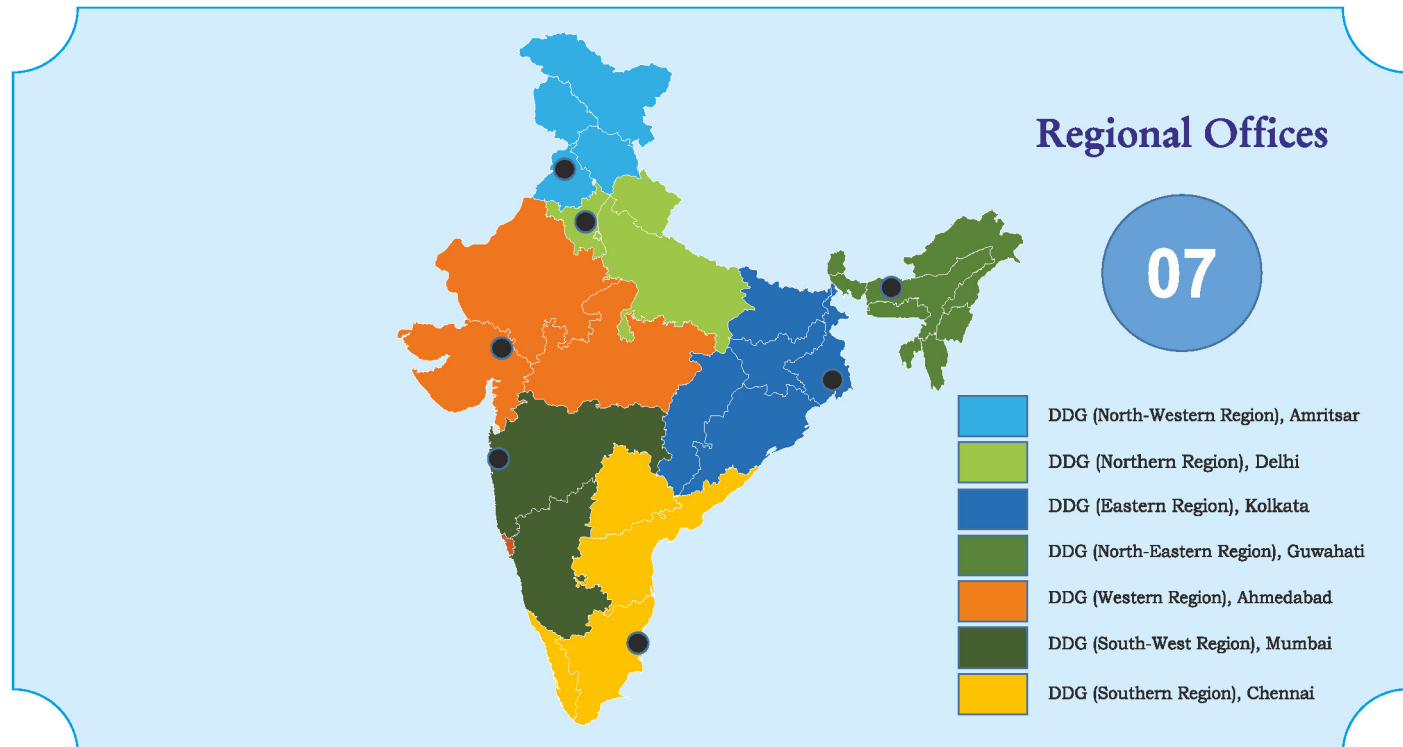 Regional Offices
07
DDG (North-Western Region), Amritsar
DDG (Northern Region), Delhi
DDG (Eastern Region), Kolkata
DDG (North-Eastern Region), Guwahati
DDG (Western Region), Ahmedabad
DDG (South-West Region), Mumbai
DDG (Southern Region), Chennai